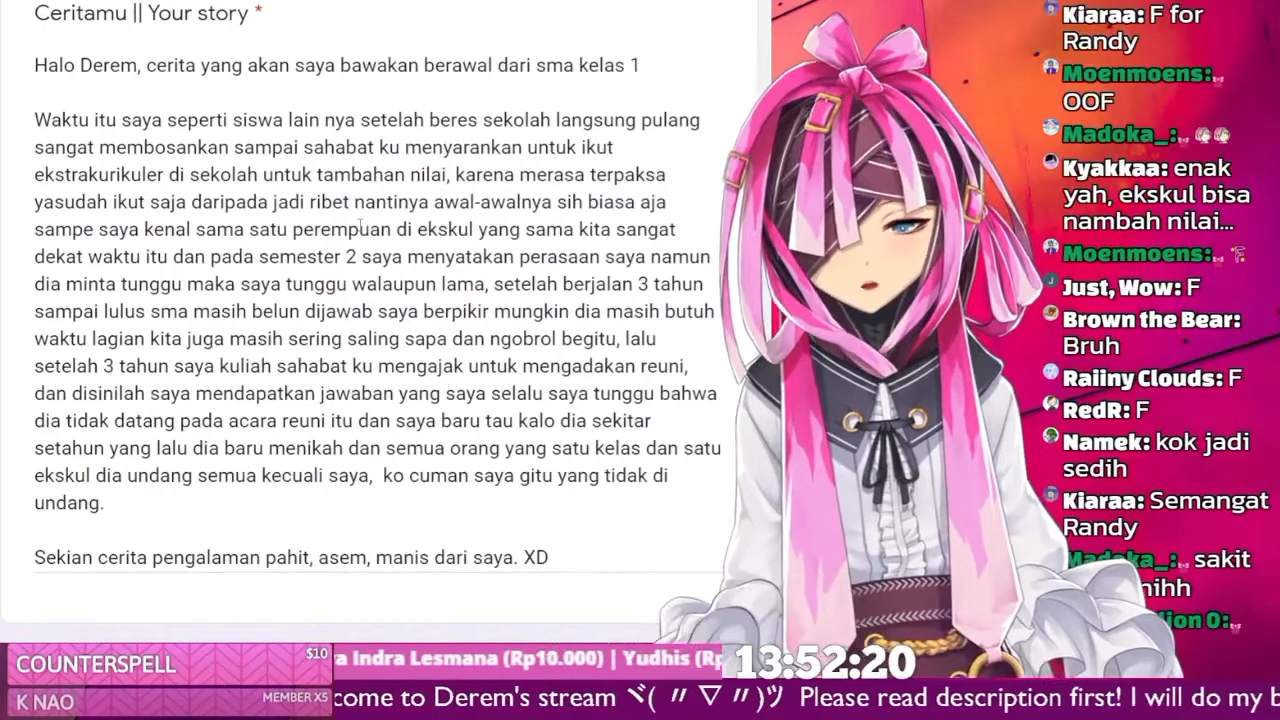 Ceritamu || Your story *
Halo Derem, cerita yang akan saya bawakan berawal dari sma kelas 1
Waktu itu saya seperti siswa lain nya setelah beres sekolah langsung pulang
sangat membosankan sampai sahabat ku menyarankan untuk ikut
ekstrakurikuler di sekolah untuk tambahan nilai, karena merasa terpaksa
yasudah ikut saja daripada jadi ribet nantinya awal-awalnya sih biasa aja
sampe saya kenal sama satu perempuan di ekskul yang sama kita sangat
dekat waktu itu dan pada semester 2 saya menyatakan perasaan saya namun
dia minta tunggu maka saya tunggu walaupun lama, setelah berjalan 3 tahun
sampai lulus sma masih belun dijawab saya berpikir mungkin dia masih butuh
waktu lagian kita juga masih sering saling sapa dan ngobrol begitu, lalu
setelah 3 tahun saya kuliah sahabat ku mengajak untuk mengadakan reuni,
dan disinilah saya mendapatkan jawaban yang saya selalu saya tunggu bahwa
dia tidak datang pada acara reuni itu dan saya baru tau kalo dia sekitar
setahun yang lalu dia baru menikah dan semua orang yang satu kelas dan satu
ekskul dia undang semua kecuali saya, ko cuman saya gitu yang tidak di
undang.
Sekian cerita pengalaman pahit, asem, manis dari saya. XD
Kiaraa: F for
Randy
Moenmoens:
OOF
Madoka_:
Kyakkaa: enak
yah, ekskul bisa
nambah nilai...
Moenmoens:
Just, Wow: F
Brown the Bear:
Bruh
Raiiny Clouds: F
RedR: F
Namek: kok jadi
sedih
Kiaraa: Semangat
Randy
sakit
COUNTERSPELL $10
K NAO MEMBER X5
Indra Lesmana (Rp10.000) | Yudhis
13:52:20
come to Derem's stream ヾ( 〃 ▽ 〃)ツ Please read description first! I will do my